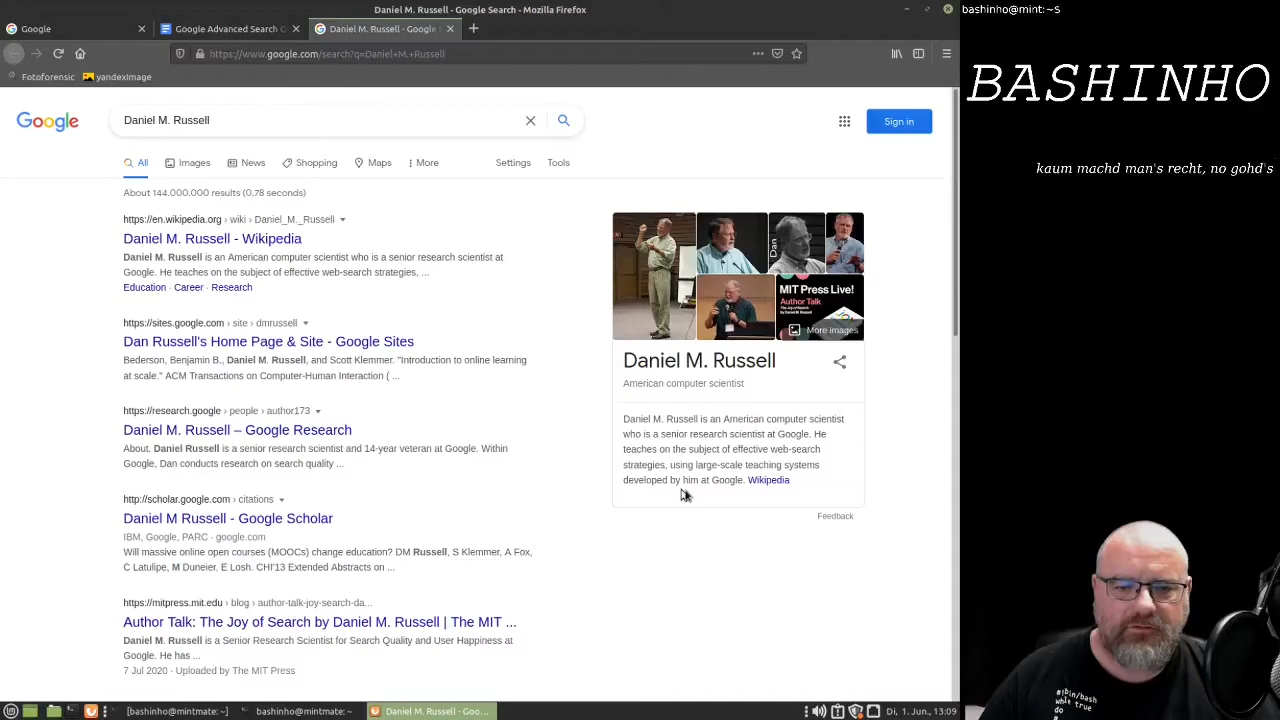 Daniel M. Russell - Google Search - Mozilla Firefox
bashinho@mint:~$
Google
Google Advanced Search O
Daniel M. Russell - Google S
https://www.google.com/search?q=Daniel+M.+Russell
Fotoforensic
yandexImage
BASHINHO
kaum machd man's recht, no gohd's
Google
Daniel M. Russell
Sign in
All
Images
News
Shopping
Maps
More
Settings
Tools
About 144.000.000 results (0,78 seconds)
https://en.wikipedia.org › wiki › Daniel_M._Russell
Daniel M. Russell - Wikipedia
Daniel M. Russell is an American computer scientist who is a senior research scientist at
Google. He teaches on the subject of effective web-search strategies, ...
Education · Career · Research
https://sites.google.com › site › dmrussell
Dan Russell's Home Page & Site - Google Sites
Bederson, Benjamin B., Daniel M. Russell, and Scott Klemmer. "Introduction to online learning
at scale." ACM Transactions on Computer-Human Interaction ( ...
https://research.google › people › author173
Daniel M. Russell – Google Research
About. Daniel Russell is a senior research scientist and 14-year veteran at Google. Within
Google, Dan conducts research on search quality ...
http://scholar.google.com › citations
Daniel M Russell - Google Scholar
IBM, Google, PARC - google.com
Will massive online open courses (MOOCs) change education? DM Russell, S Klemmer, A Fox,
C Latulipe, M Duneier, E Losh. CHI'13 Extended Abstracts on ...
https://mitpress.mit.edu › blog › author-talk-joy-search-da...
Author Talk: The Joy of Search by Daniel M. Russell | The MIT ...
Daniel M. Russell is a Senior Research Scientist for Search Quality and User Happiness at
Google. He has ...
7 Jul 2020 · Uploaded by The MIT Press
Dan
MIT Press Live!
Author Talk
The Joy of Search
by Daniel M. Russell
More images
Daniel M. Russell
American computer scientist
Daniel M. Russell is an American computer scientist
who is a senior research scientist at Google. He
teaches on the subject of effective web-search
strategies, using large-scale teaching systems
developed by him at Google. Wikipedia
Feedback
#!/bin/bash
while true
do
[bashinho@mintmate: ~]
bashinho@mintmate: ~
Daniel M. Russell - Goo...
Di, 1. Jun., 13:09